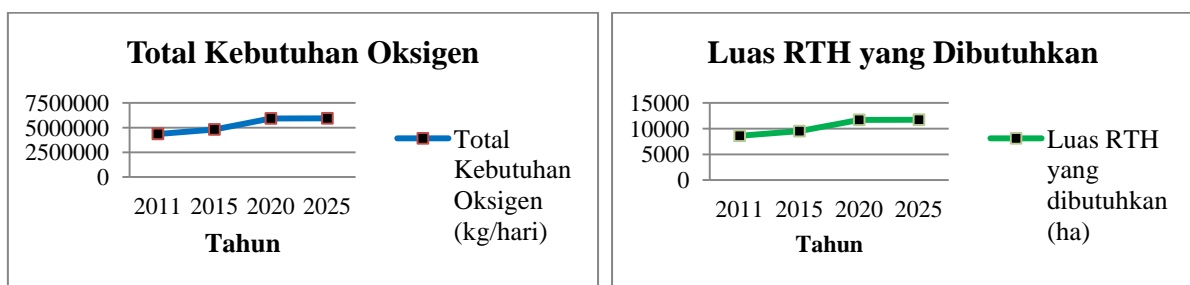 Total Kebutuhan Oksigen
7500000
5000000
2500000
0
2011 2015 2020 2025
Tahun
Total
Kebutuhan
Oksigen
(kg/hari)
Luas RTH yang Dibutuhkan
15000
10000
5000
0
2011 2015 2020 2025
Tahun
Luas RTH
yang
dibutuhkan
(ha)